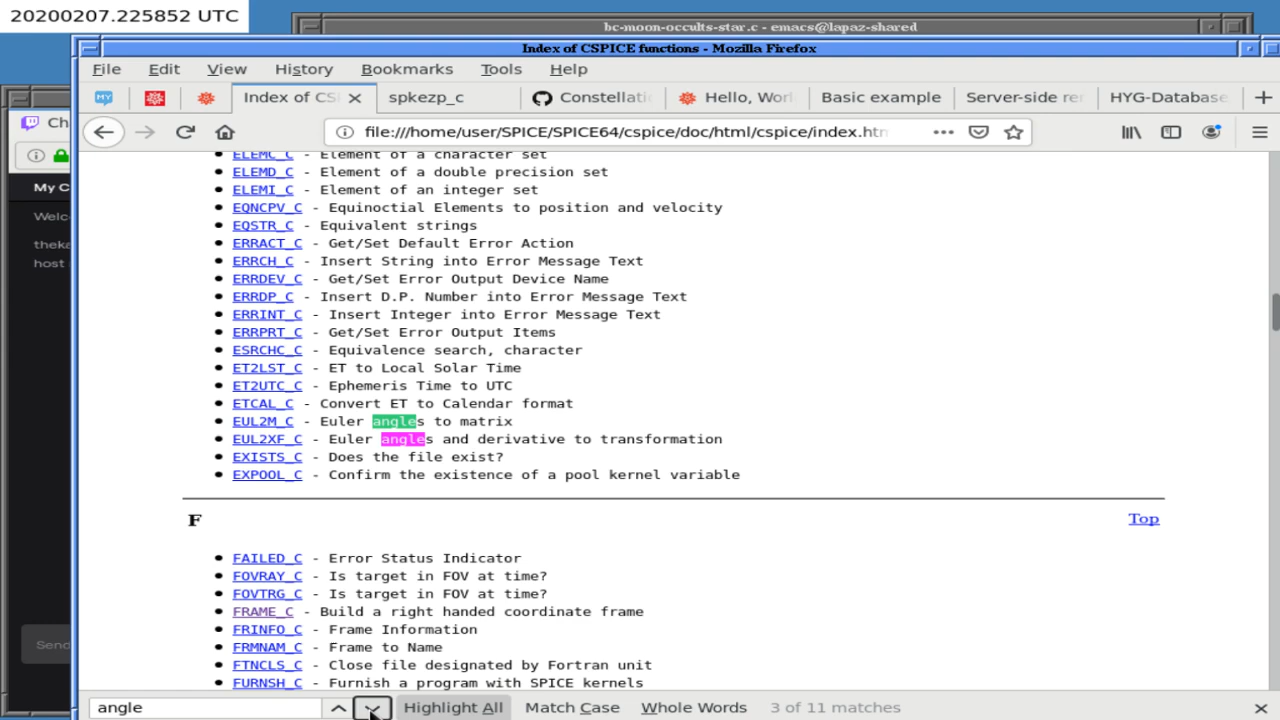 20200207.225852 UTC
bc-moon-occults-star.c - emacs@lapaz-shared
Index of CSPICE functions - Mozilla Firefox
File Edit View History Bookmarks Tools Help
Ch
MY Index of CS spkezp_c Constellati Hello, Wor Basic example Server-side re HYG-Database
file:///home/user/SPICE/SPICE64/cspice/doc/html/cspice/index.htm
My C
Welc
theka
host
Send
ELEMC_C - Element of a character set
ELEMD_C - Element of a double precision set
ELEMI_C - Element of an integer set
EQNCPV_C - Equinoctial Elements to position and velocity
EQSTR_C - Equivalent strings
ERRACT_C - Get/Set Default Error Action
ERRCH_C - Insert String into Error Message Text
ERRDEV_C - Get/Set Error Output Device Name
ERRDP_C - Insert D.P. Number into Error Message Text
ERRINT_C - Insert Integer into Error Message Text
ERRPRT_C - Get/Set Error Output Items
ESRCHC_C - Equivalence search, character
ET2LST_C - ET to Local Solar Time
ET2UTC_C - Ephemeris Time to UTC
ETCAL_C - Convert ET to Calendar format
EUL2M_C - Euler angles to matrix
EUL2XF_C - Euler angles and derivative to transformation
EXISTS_C - Does the file exist?
EXPOOL_C - Confirm the existence of a pool kernel variable
F Top
FAILED_C - Error Status Indicator
FOVRAY_C - Is target in FOV at time?
FOVTRG_C - Is target in FOV at time?
FRAME_C - Build a right handed coordinate frame
FRINFO_C - Frame Information
FRMNAM_C - Frame to Name
FTNCLS_C - Close file designated by Fortran unit
FURNSH_C - Furnish a program with SPICE kernels
angle Highlight All Match Case Whole Words 3 of 11 matches